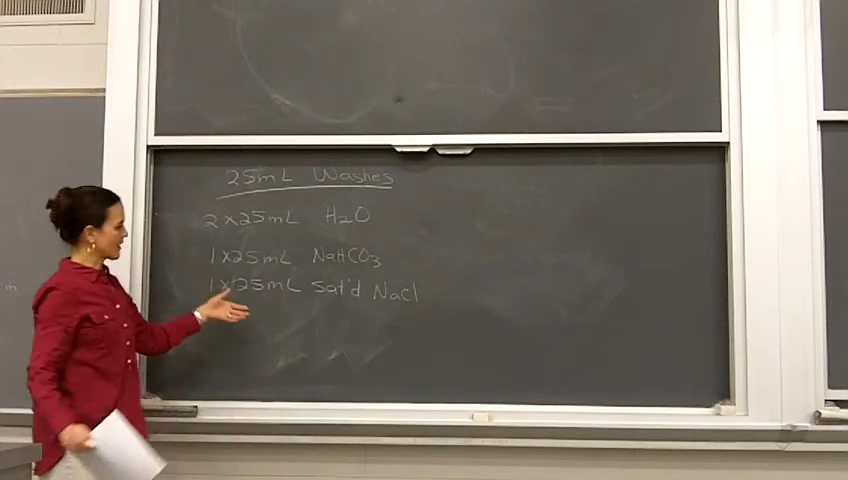 25mL Washes
2x25mL H2O
1x25mL NaHCO3
1x25mL Sat'd NaCl